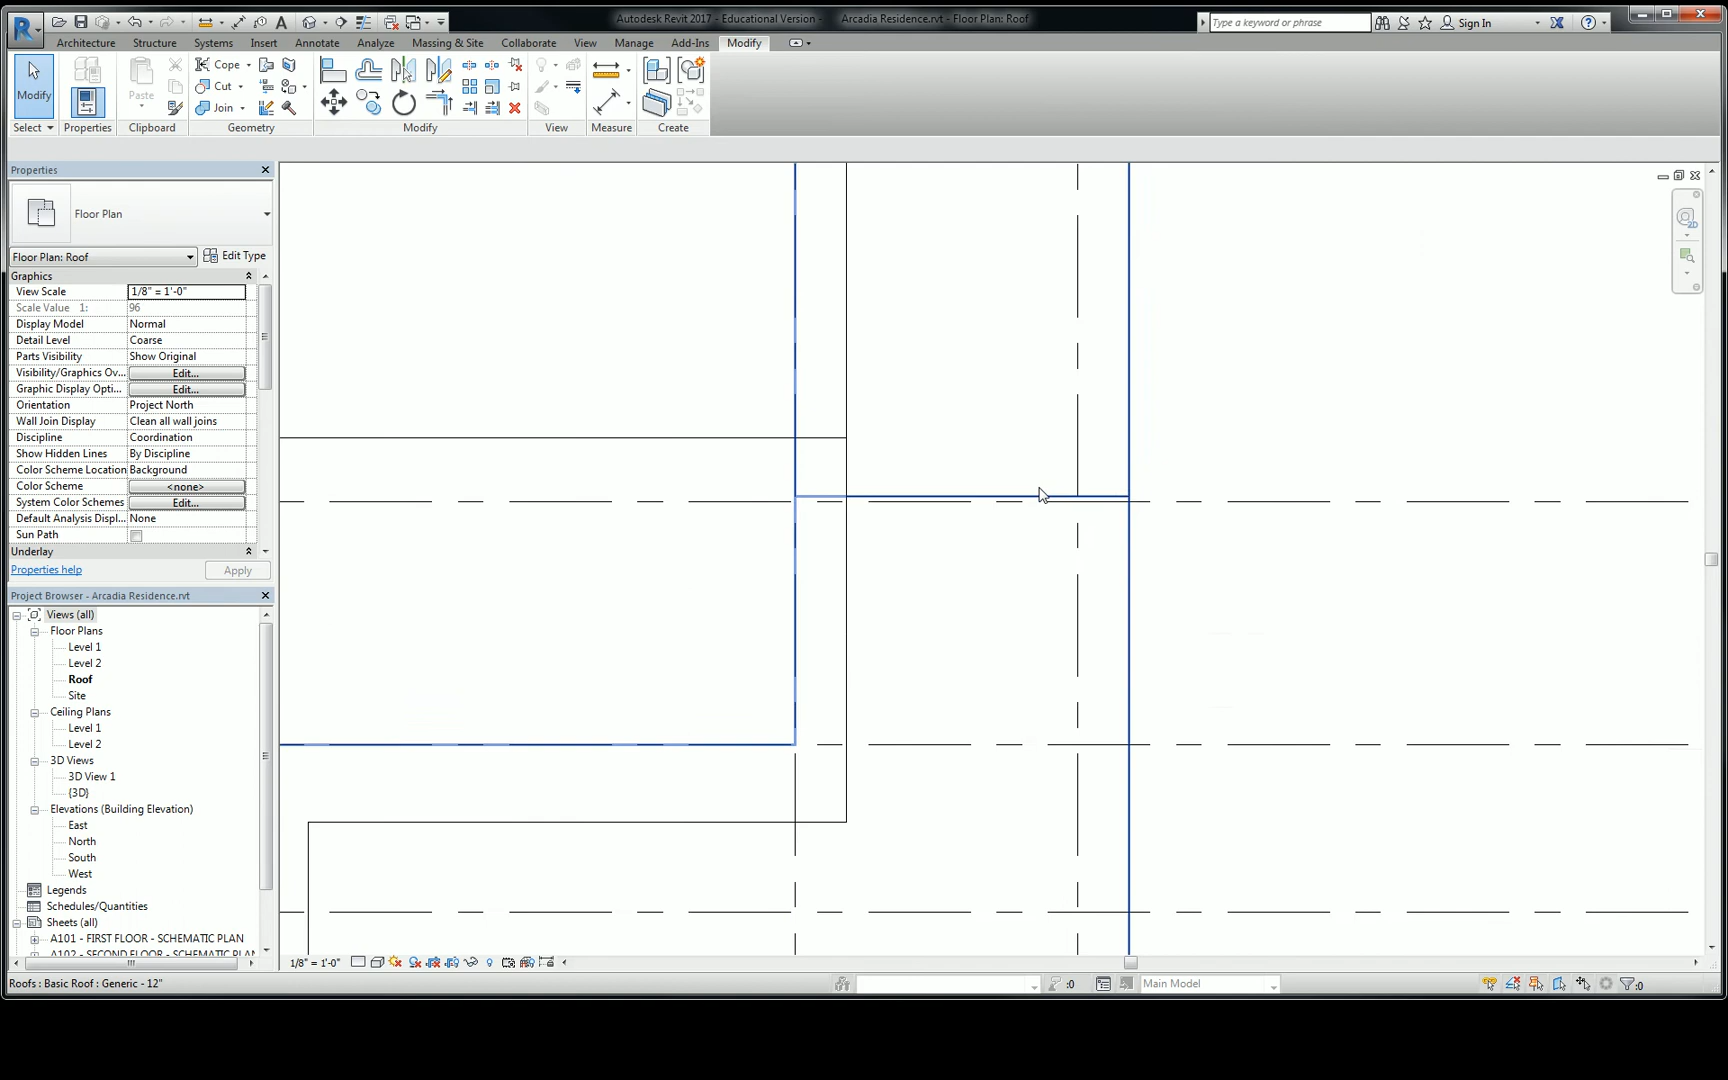 Autodesk Revit 2017 - Educational Version - Arcadia Residence.rvt - Floor Plan: Roof
Type a keyword or phrase
Sign In
Architecture Structure Systems Insert Annotate Analyze Massing & Site Collaborate View Manage Add-Ins Modify
Modify
Paste
Cope
Cut
Join
Select Properties Clipboard Geometry Modify View Measure Create
Properties
Floor Plan
Floor Plan: Roof Edit Type
Graphics
View Scale 1/8" = 1'-0"
Scale Value 1: 96
Display Model Normal
Detail Level Coarse
Parts Visibility Show Original
Visibility/Graphics Ov... Edit...
Graphic Display Opti... Edit...
Orientation Project North
Wall Join Display Clean all wall joins
Discipline Coordination
Show Hidden Lines By Discipline
Color Scheme Location Background
Color Scheme <none>
System Color Schemes Edit...
Default Analysis Displ... None
Sun Path
Underlay
Properties help Apply
Project Browser - Arcadia Residence.rvt
Views (all)
Floor Plans
Level 1
Level 2
Roof
Site
Ceiling Plans
Level 1
Level 2
3D Views
3D View 1
{3D}
Elevations (Building Elevation)
East
North
South
West
Legends
Schedules/Quantities
Sheets (all)
A101 - FIRST FLOOR - SCHEMATIC PLAN
A102 - SECOND FLOOR - SCHEMATIC PLAN
1/8" = 1'-0"
Roofs : Basic Roof : Generic - 12"
:0
Main Model
:0